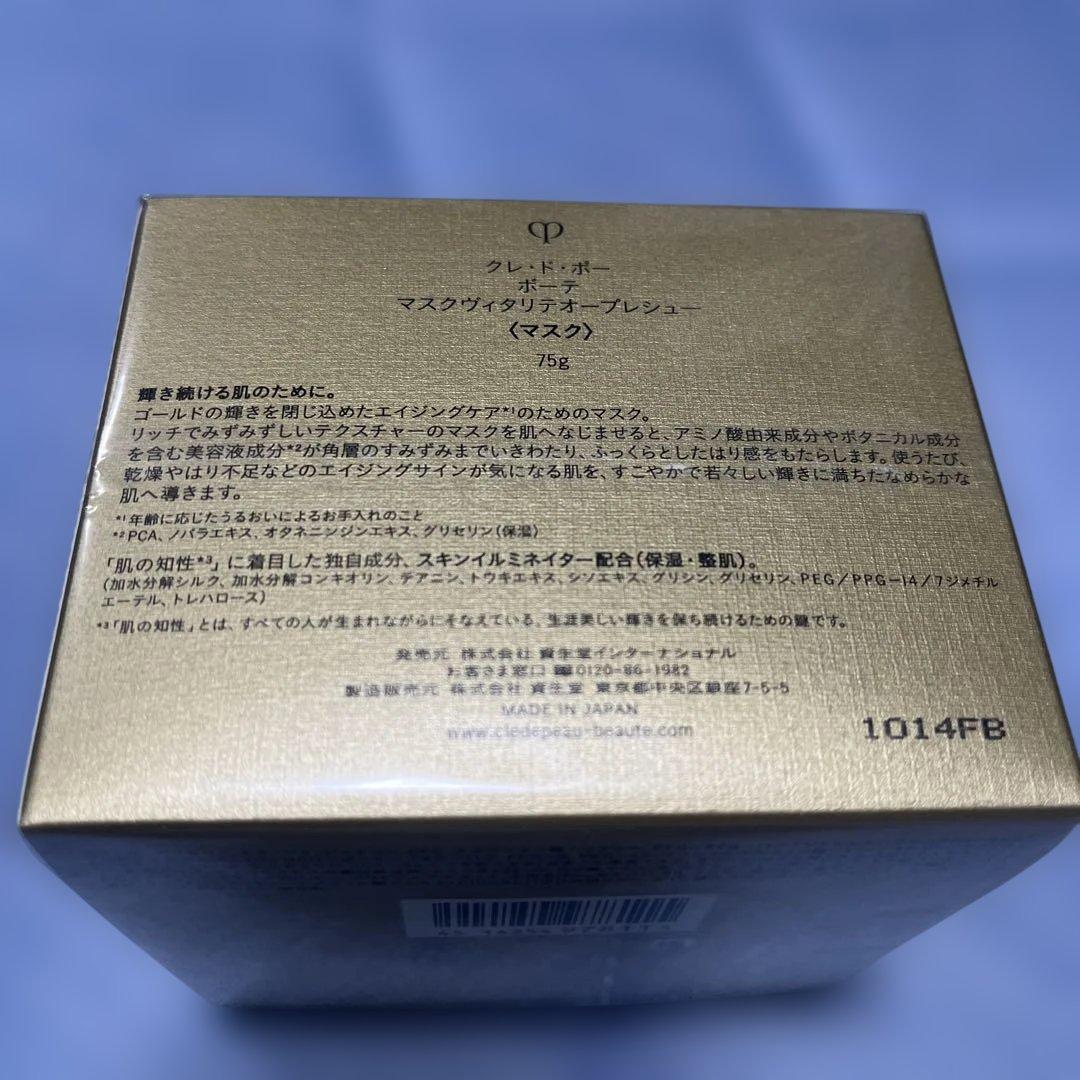 クレ・ド・ポー
ボーテ
マスクヴィタリテオープレシュー
〈マスク〉
75g
輝き続ける肌のために。
ゴールドの輝きを閉じ込めたエイジングケア*1のためのマスク。
リッチでみずみずしいテクスチャーのマスクを肌へなじませると、アミノ酸由来成分やボタニカル成分
を含む美容液成分*2が角層のすみずみまでいきわたり、ふっくらとしたはり感をもたらします。使うたび、
乾燥やはり不足などのエイジングサインが気になる肌を、すこやかで若々しい輝きに満ちたなめらかな
肌へ導きます。
*1 年齢に応じたうるおいによるお手入れのこと
*2 PCA、ノバラエキス、オタネニンジンエキス、グリセリン(保湿)
「肌の知性*3」に着目した独自成分、スキンイルミネイター配合(保湿・整肌)。
(加水分解シルク、加水分解コンキオリン、テアニン、トウキエキス、シソエキス、グリシン、グリセリン、PEG/PPG-14/7ジメチル
エーテル、トレハロース)
*3「肌の知性」とは、すべての人が生まれながらにそなえている、生涯美しい輝きを保ち続けるための鍵です。
発売元 株式会社 資生堂インターナショナル
お客さま窓口 0120-86-1982
製造販売元 株式会社 資生堂 東京都中央区銀座7-5-5
MADE IN JAPAN
www.cledepeau-beaute.com
1014FB